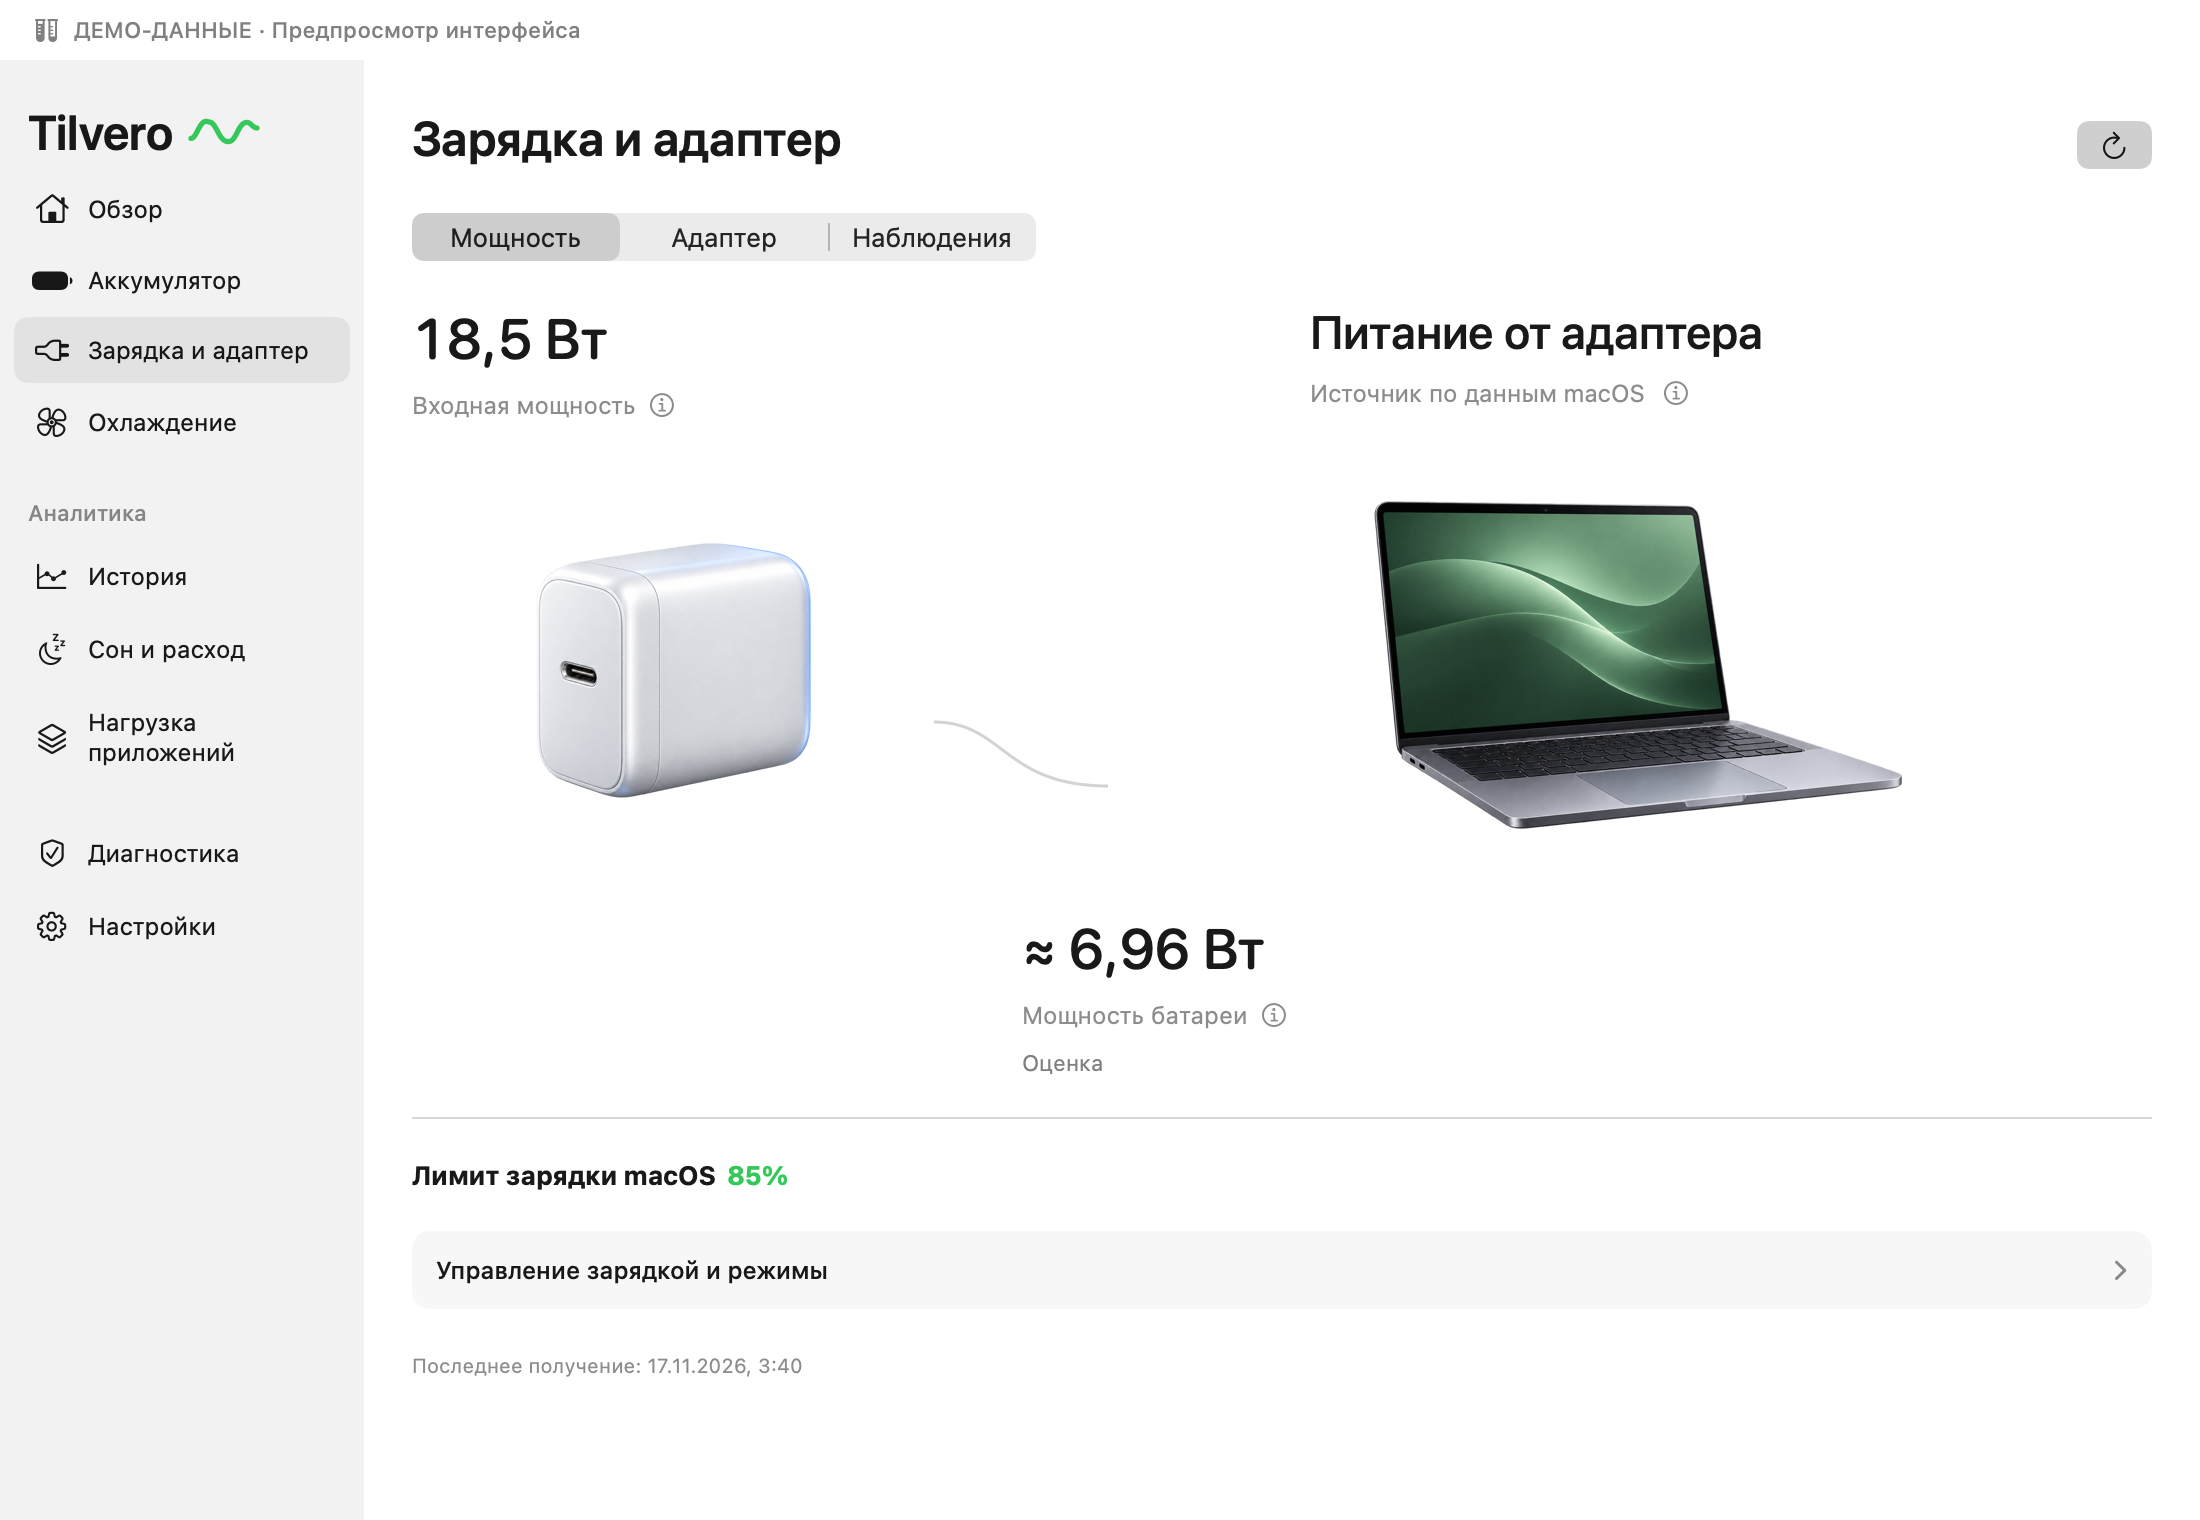 ДЕМО-ДАННЫЕ · Предпросмотр интерфейса
Tilvero
Обзор
Аккумулятор
Зарядка и адаптер
Охлаждение
Аналитика
История
Сон и расход
Нагрузка
приложений
Диагностика
Настройки
Зарядка и адаптер
Мощность
Адаптер
Наблюдения
18,5 Вт
Входная мощность
Питание от адаптера
Источник по данным macOS
≈ 6,96 Вт
Мощность батареи
Оценка
Лимит зарядки macOS 85%
Управление зарядкой и режимы
Последнее получение: 17.11.2026, 3:40